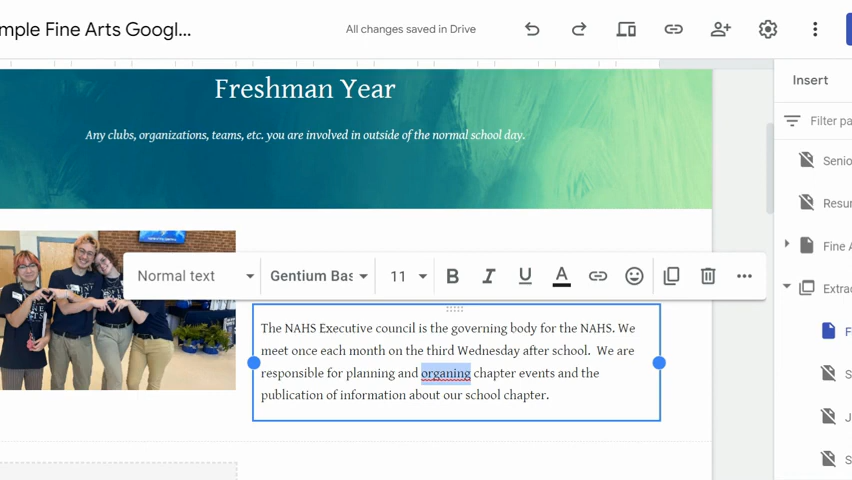 mple Fine Arts Googl...
All changes saved in Drive
Freshman Year
Any clubs, organizations, teams, etc. you are involved in outside of the normal school day.
Normal text
Gentium Bas
11
B I U A
The NAHS Executive council is the governing body for the NAHS. We
meet once each month on the third Wednesday after school. We are
responsible for planning and organing chapter events and the
publication of information about our school chapter.
Insert
Filter pa
Senio
Resur
Fine A
Extrac
F
S
J
S